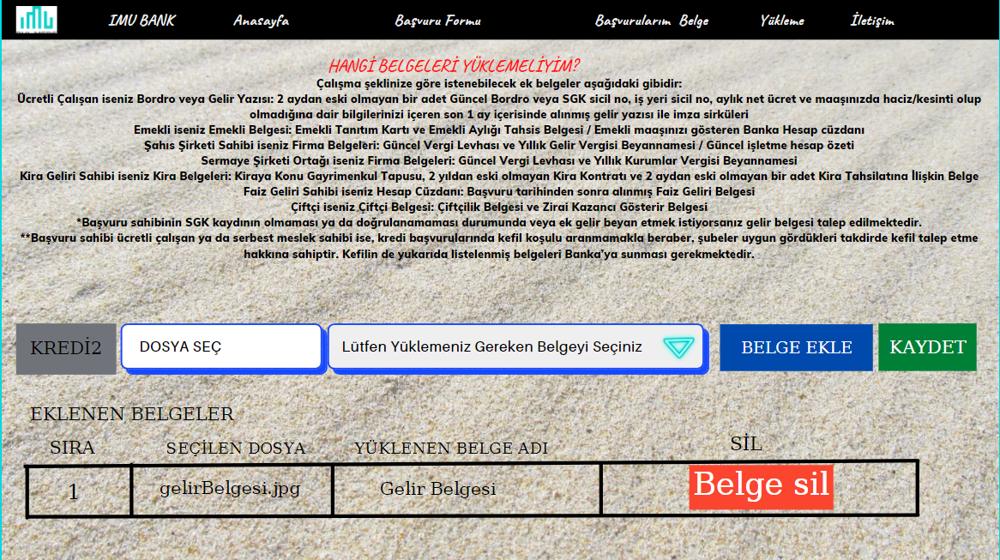 imu
IMU BANK Anasayfa Başvuru Formu Başvurularım Belge Yükleme İletişim
HANGİ BELGELERİ YÜKLEMELİYİM?
Çalışma şeklinize göre istenebilecek ek belgeler aşağıdaki gibidir:
Ücretli Çalışan iseniz Bordro veya Gelir Yazısı: 2 aydan eski olmayan bir adet Güncel Bordro veya SGK sicil no, iş yeri sicil no, aylık net ücret ve maaşınızda haciz/kesinti olup
olmadığına dair bilgilerinizi içeren son 1 ay içerisinde alınmış gelir yazısı ile imza sirküleri
Emekli iseniz Emekli Belgesi: Emekli Tanıtım Kartı ve Emekli Aylığı Tahsis Belgesi / Emekli maaşınızı gösteren Banka Hesap cüzdanı
Şahıs Şirketi Sahibi iseniz Firma Belgeleri: Güncel Vergi Levhası ve Yıllık Gelir Vergisi Beyannamesi / Güncel işletme hesap özeti
Sermaye Şirketi Ortağı iseniz Firma Belgeleri: Güncel Vergi Levhası ve Yıllık Kurumlar Vergisi Beyannamesi
Kira Geliri Sahibi iseniz Kira Belgeleri: Kiraya Konu Gayrimenkul Tapusu, 2 yıldan eski olmayan Kira Kontratı ve 2 aydan eski olmayan bir adet Kira Tahsilatına İlişkin Belge
Faiz Geliri Sahibi iseniz Hesap Cüzdanı: Başvuru tarihinden sonra alınmış Faiz Geliri Belgesi
Çiftçi iseniz Çiftçi Belgesi: Çiftçilik Belgesi ve Zirai Kazancı Gösterir Belgesi
*Başvuru sahibinin SGK kaydının olmaması ya da doğrulanamaması durumunda veya ek gelir beyan etmek istiyorsanız gelir belgesi talep edilmektedir.
**Başvuru sahibi ücretli çalışan ya da serbest meslek sahibi ise, kredi başvurularında kefil koşulu aranmamakla beraber, şubeler uygun gördükleri takdirde kefil talep etme
hakkına sahiptir. Kefilin de yukarıda listelenmiş belgeleri Banka'ya sunması gerekmektedir.
KREDİ2 DOSYA SEÇ Lütfen Yüklemeniz Gereken Belgeyi Seçiniz BELGE EKLE KAYDET
EKLENEN BELGELER
SIRA SEÇİLEN DOSYA YÜKLENEN BELGE ADI SİL
1 gelirBelgesi.jpg Gelir Belgesi Belge sil